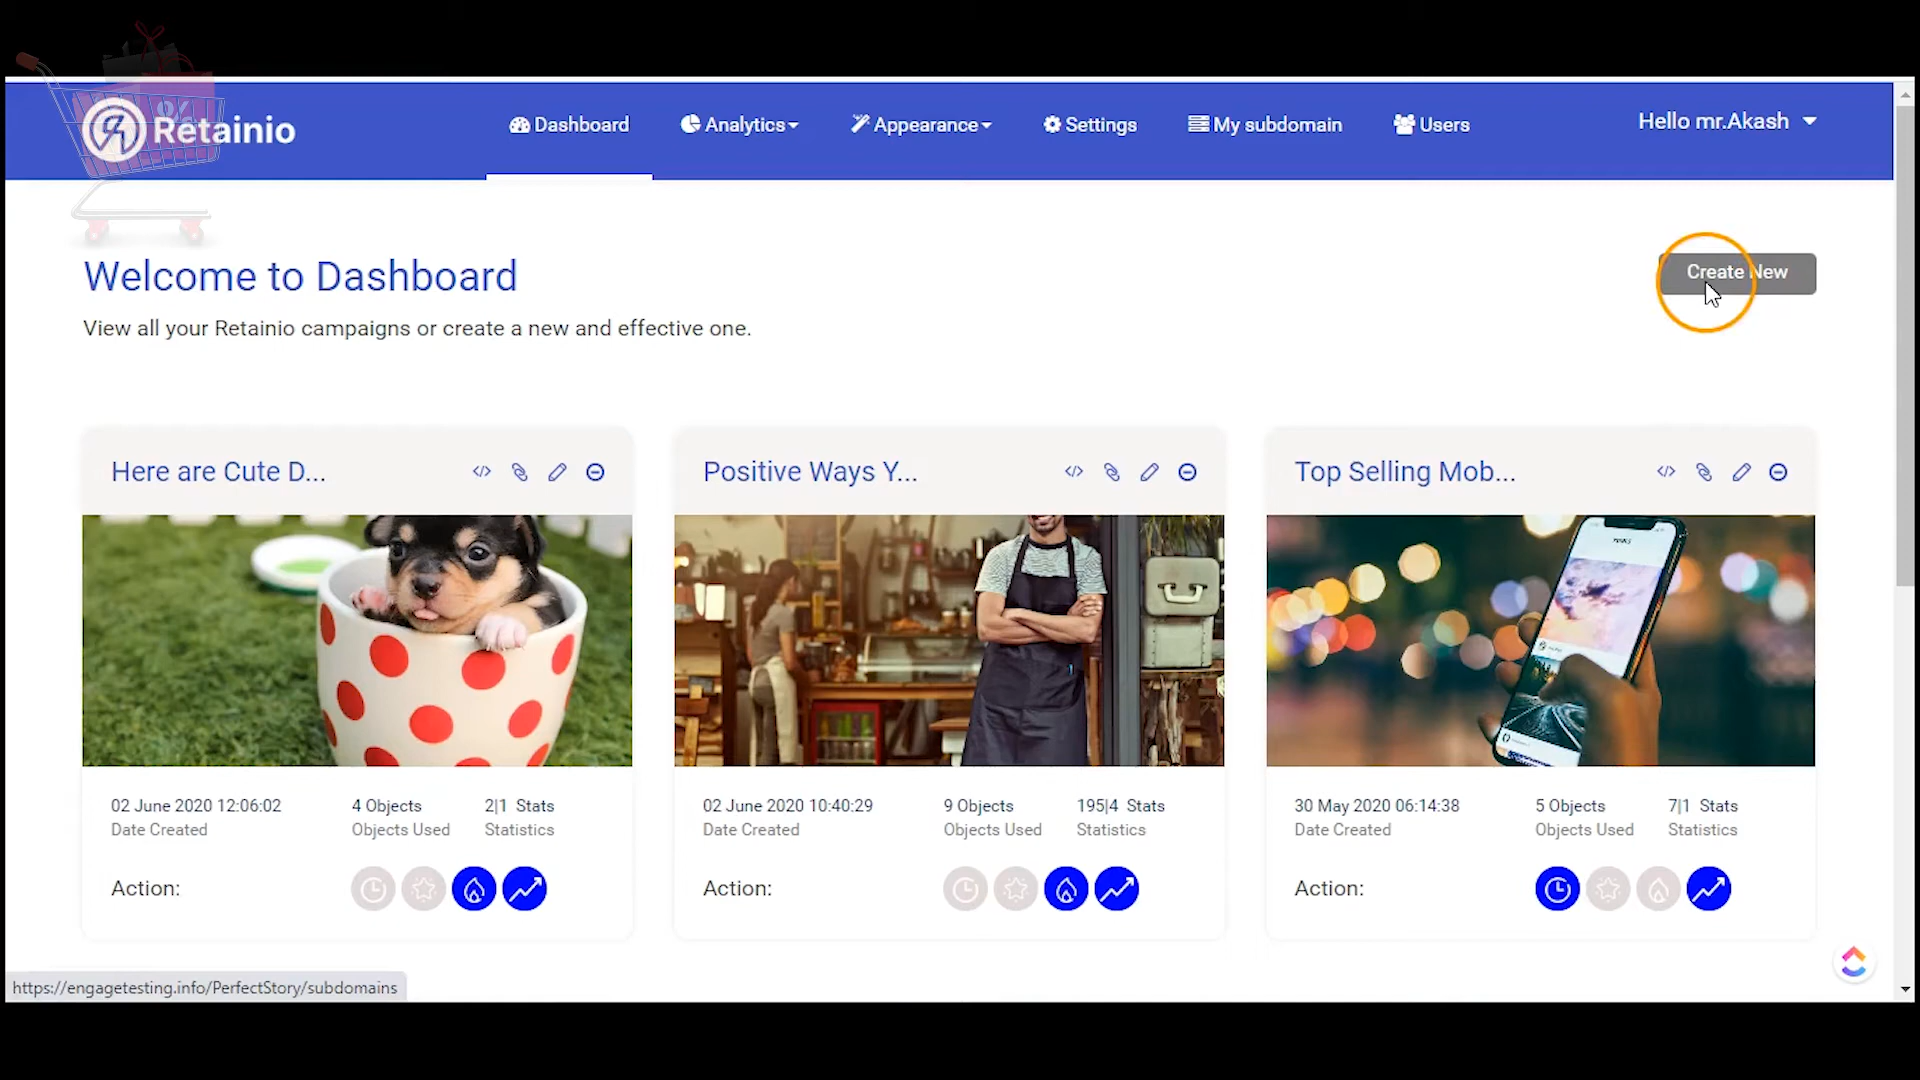 Retainio
Dashboard
Analytics
Appearance
Settings
My subdomain
Users
Hello mr.Akash
Welcome to Dashboard
Create New
View all your Retainio campaigns or create a new and effective one.
Here are Cute D...
Positive Ways Y...
Top Selling Mob...
02 June 2020 12:06:02
4 Objects
2|1 Stats
Date Created
Objects Used
Statistics
Action:
02 June 2020 10:40:29
9 Objects
195|4 Stats
Date Created
Objects Used
Statistics
Action:
30 May 2020 06:14:38
5 Objects
7|1 Stats
Date Created
Objects Used
Statistics
Action:
https://engagetesting.info/PerfectStory/subdomains